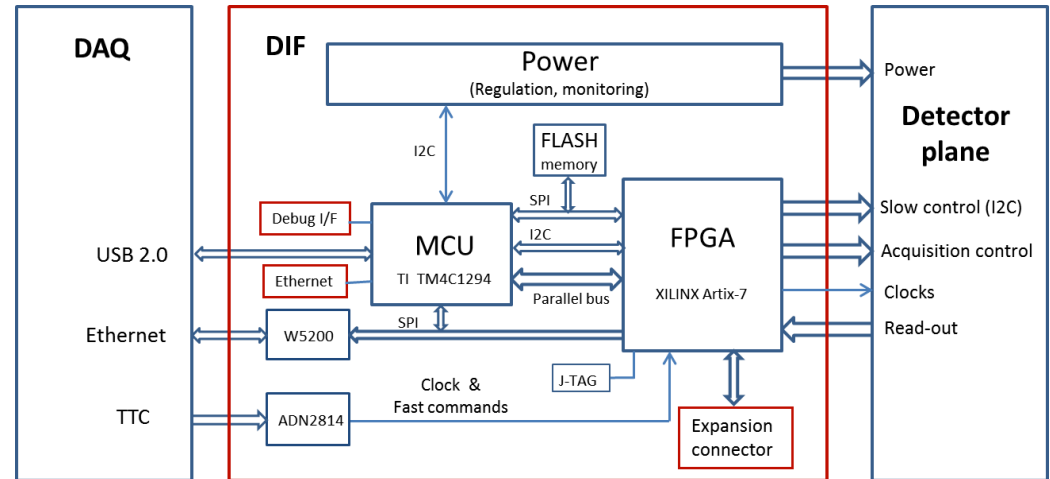 DAQ
USB 2.0
Ethernet
TTC
DIF
Power
(Regulation, monitoring)
I2C
FLASH
memory
SPI
Debug I/F
MCU
TI TM4C1294
I2C
Ethernet
Parallel bus
FPGA
XILINX Artix-7
SPI
W5200
J-TAG
Clock &
Fast commands
ADN2814
Expansion
connector
Power
Detector
plane
Slow control (I2C)
Acquisition control
Clocks
Read-out